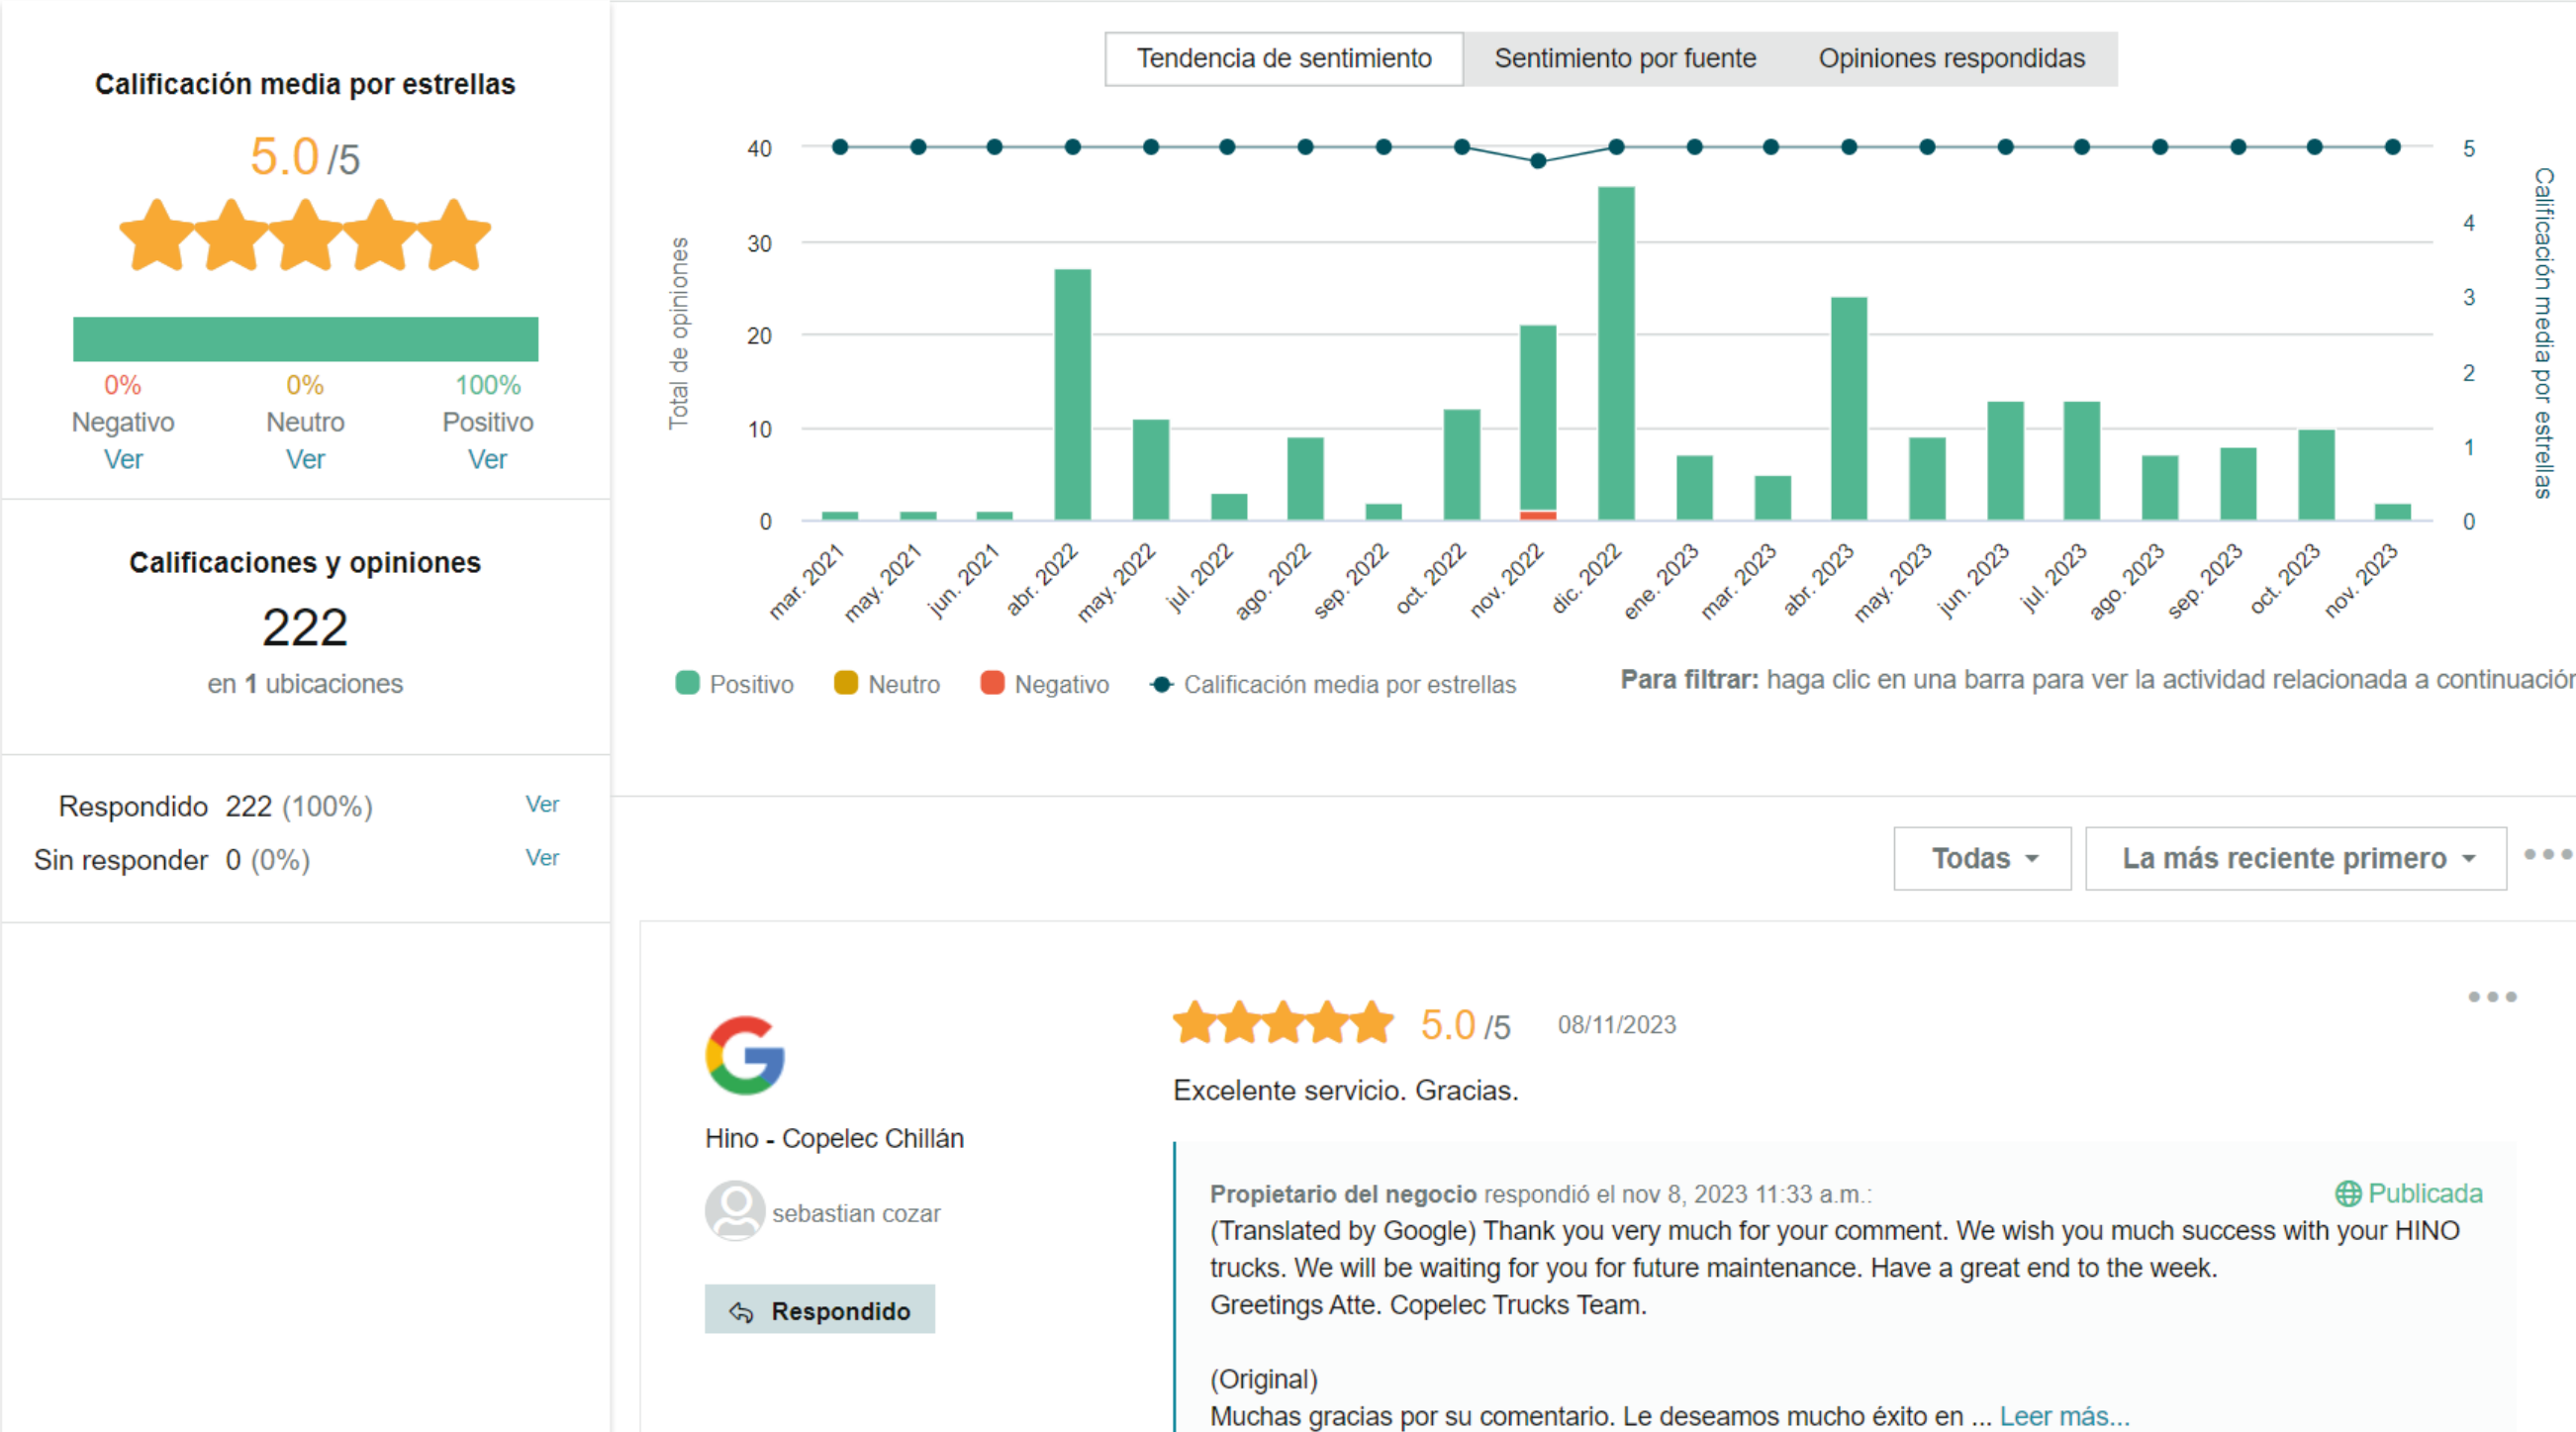 Calificación media por estrellas
5.0 /5
0%
0%
100%
Negativo
Neutro
Positivo
Ver
Ver
Ver
Calificaciones y opiniones
222
en 1 ubicaciones
Respondido 222 (100%) Ver
Sin responder 0 (0%) Ver
Tendencia de sentimiento
Sentimiento por fuente
Opiniones respondidas
Total de opiniones
40
30
20
10
0
5
4
3
2
1
0
Calificación media por estrellas
mar. 2021
may. 2021
jun. 2021
abr. 2022
may. 2022
jul. 2022
ago. 2022
sep. 2022
oct. 2022
nov. 2022
dic. 2022
ene. 2023
mar. 2023
abr. 2023
may. 2023
jun. 2023
jul. 2023
ago. 2023
sep. 2023
oct. 2023
nov. 2023
Positivo
Neutro
Negativo
Calificación media por estrellas
Para filtrar: haga clic en una barra para ver la actividad relacionada a continuación
Todas
La más reciente primero
Hino - Copelec Chillán
sebastian cozar
Respondido
5.0 /5 08/11/2023
Excelente servicio. Gracias.
Propietario del negocio respondió el nov 8, 2023 11:33 a.m.:
Publicada
(Translated by Google) Thank you very much for your comment. We wish you much success with your HINO
trucks. We will be waiting for you for future maintenance. Have a great end to the week.
Greetings Atte. Copelec Trucks Team.
(Original)
Muchas gracias por su comentario. Le deseamos mucho éxito en ... Leer más...